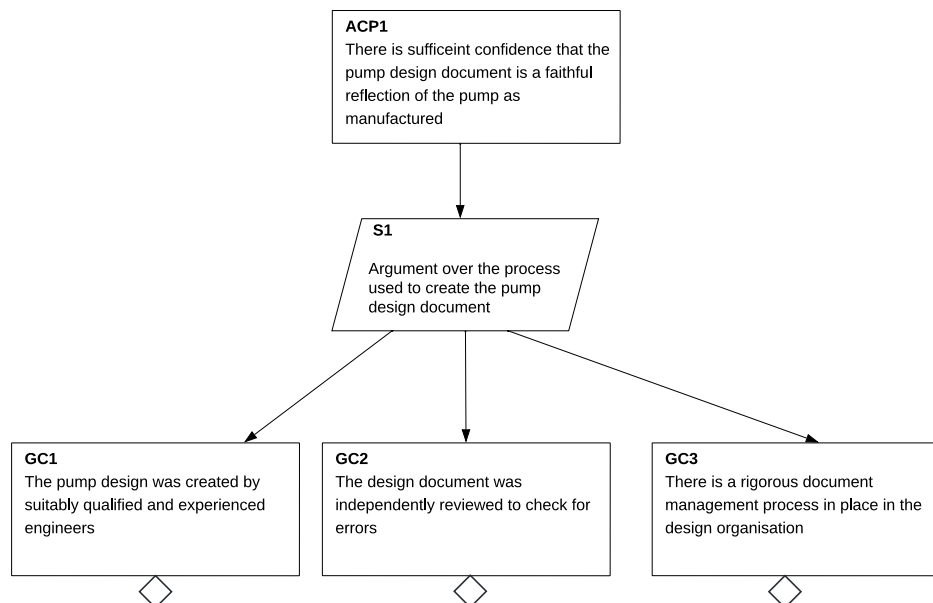 ACP1
There is sufficeint confidence that the
pump design document is a faithful
reflection of the pump as
manufactured
S1
Argument over the process
used to create the pump
design document
GC1
The pump design was created by
suitably qualified and experienced
engineers
GC2
The design document was
independently reviewed to check for
errors
GC3
There is a rigorous document
management process in place in the
design organisation